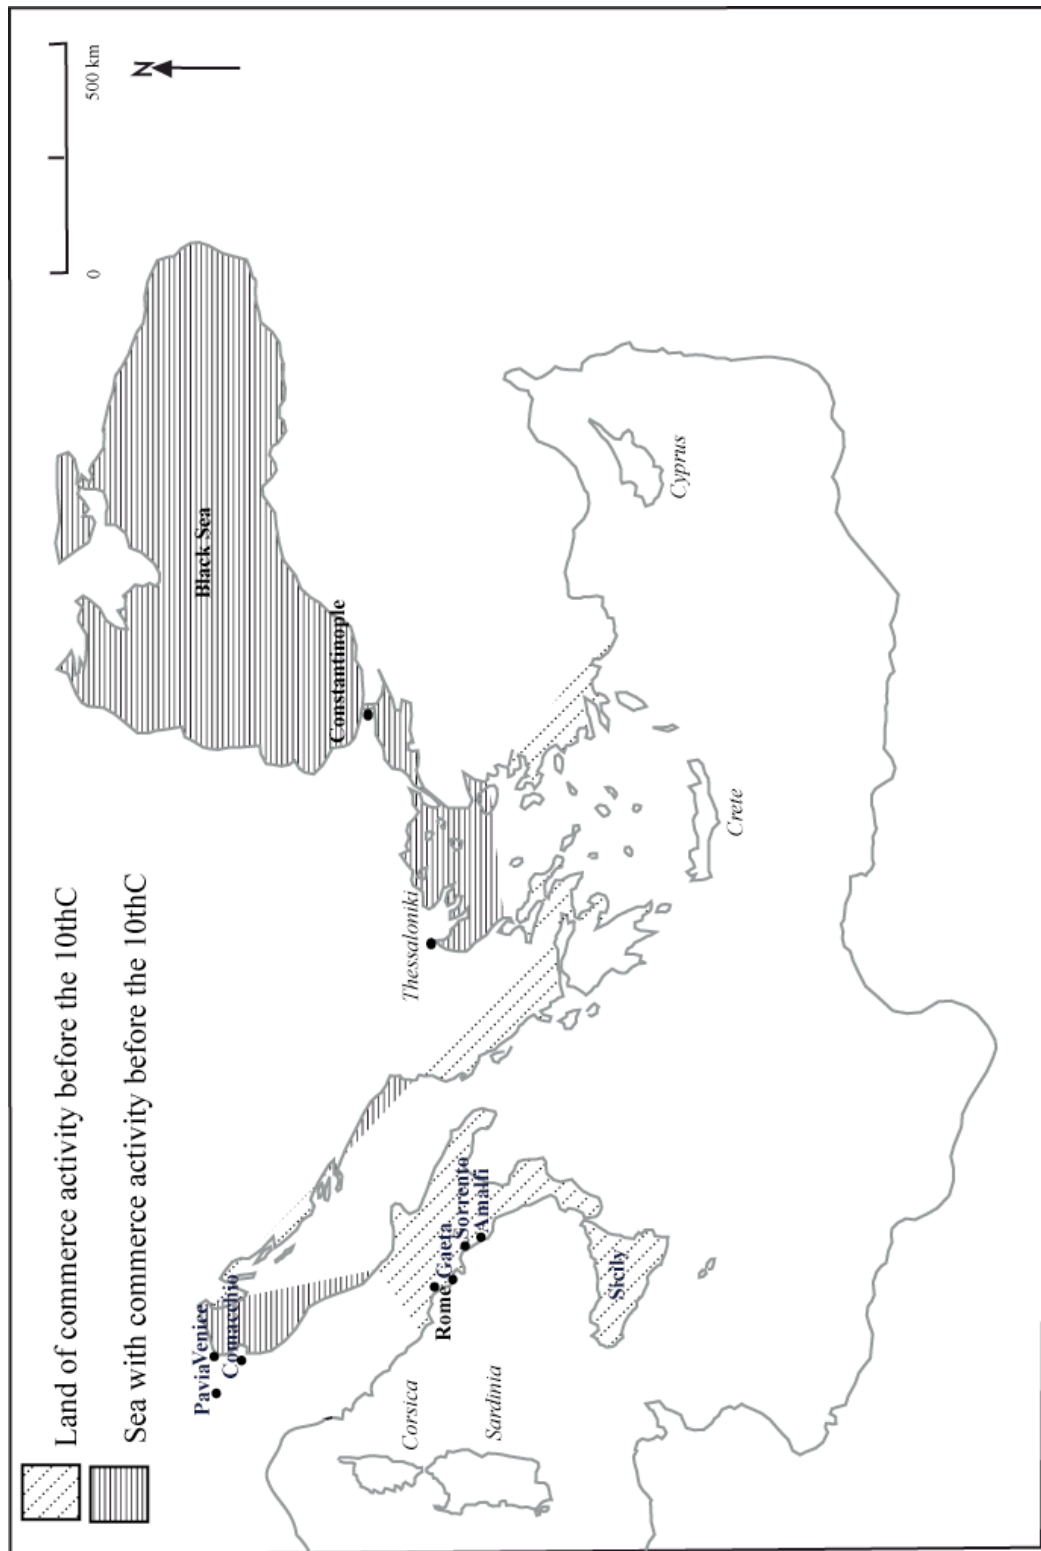 Land of commerce activity before the 10thC
Sea with commerce activity before the 10thC
0
500 km
N
Black Sea
Constantinople
Thessaloniki
Pavia
Venice
Comacchio
Rome
Gaeta
Sorrento
Amalfi
Corsica
Sardinia
Sicily
Crete
Cyprus